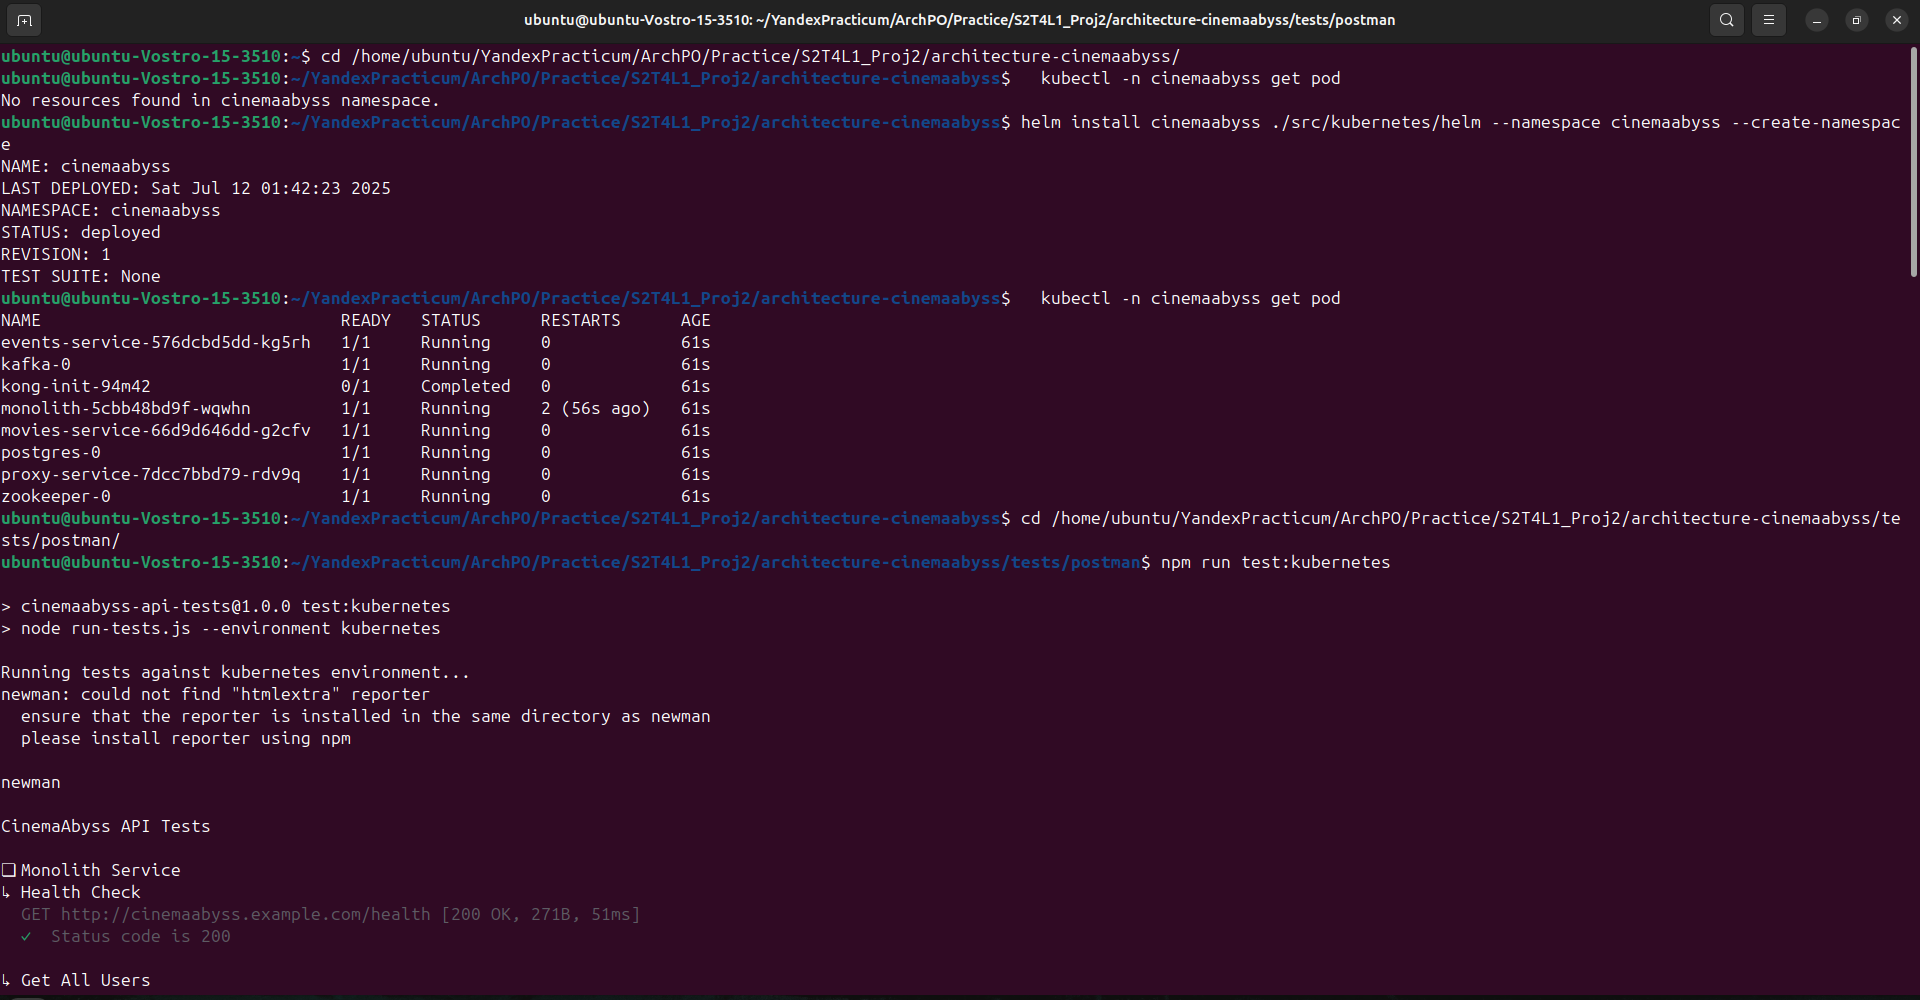 ubuntu@ubuntu-Vostro-15-3510: ~/YandexPracticum/ArchPO/Practice/S2T4L1_Proj2/architecture-cinemaabyss/tests/postman
ubuntu@ubuntu-Vostro-15-3510:~$ cd /home/ubuntu/YandexPracticum/ArchPO/Practice/S2T4L1_Proj2/architecture-cinemaabyss/
ubuntu@ubuntu-Vostro-15-3510:~/YandexPracticum/ArchPO/Practice/S2T4L1_Proj2/architecture-cinemaabyss$   kubectl -n cinemaabyss get pod
No resources found in cinemaabyss namespace.
ubuntu@ubuntu-Vostro-15-3510:~/YandexPracticum/ArchPO/Practice/S2T4L1_Proj2/architecture-cinemaabyss$ helm install cinemaabyss ./src/kubernetes/helm --namespace cinemaabyss --create-namespac
e
NAME: cinemaabyss
LAST DEPLOYED: Sat Jul 12 01:42:23 2025
NAMESPACE: cinemaabyss
STATUS: deployed
REVISION: 1
TEST SUITE: None
ubuntu@ubuntu-Vostro-15-3510:~/YandexPracticum/ArchPO/Practice/S2T4L1_Proj2/architecture-cinemaabyss$   kubectl -n cinemaabyss get pod
NAME                              READY   STATUS      RESTARTS      AGE
events-service-576dcbd5dd-kg5rh   1/1     Running     0             61s
kafka-0                           1/1     Running     0             61s
kong-init-94m42                   0/1     Completed   0             61s
monolith-5cbb48bd9f-wqwhn         1/1     Running     2 (56s ago)   61s
movies-service-66d9d646dd-g2cfv   1/1     Running     0             61s
postgres-0                        1/1     Running     0             61s
proxy-service-7dcc7bbd79-rdv9q    1/1     Running     0             61s
zookeeper-0                       1/1     Running     0             61s
ubuntu@ubuntu-Vostro-15-3510:~/YandexPracticum/ArchPO/Practice/S2T4L1_Proj2/architecture-cinemaabyss$ cd /home/ubuntu/YandexPracticum/ArchPO/Practice/S2T4L1_Proj2/architecture-cinemaabyss/te
sts/postman/
ubuntu@ubuntu-Vostro-15-3510:~/YandexPracticum/ArchPO/Practice/S2T4L1_Proj2/architecture-cinemaabyss/tests/postman$ npm run test:kubernetes
> cinemaabyss-api-tests@1.0.0 test:kubernetes
> node run-tests.js --environment kubernetes
Running tests against kubernetes environment...
newman: could not find "htmlextra" reporter
  ensure that the reporter is installed in the same directory as newman
  please install reporter using npm
newman
CinemaAbyss API Tests
❏ Monolith Service
↳ Health Check
  GET http://cinemaabyss.example.com/health [200 OK, 271B, 51ms]
  ✓  Status code is 200
↳ Get All Users